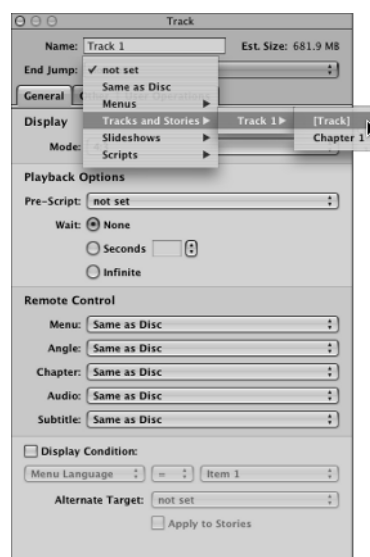 Track
Name: Track 1 Est. Size: 681.9 MB
End Jump: ✓ not set
Same as Disc
General
Menus
Display Tracks and Stories Track 1 [Track]
Slideshows Chapter 1
Mode:
Scripts
Playback Options
Pre-Script: not set
Wait: None
Seconds
Infinite
Remote Control
Menu: Same as Disc
Angle: Same as Disc
Chapter: Same as Disc
Audio: Same as Disc
Subtitle: Same as Disc
Display Condition:
Menu Language = Item 1
Alternate Target: not set
Apply to Stories